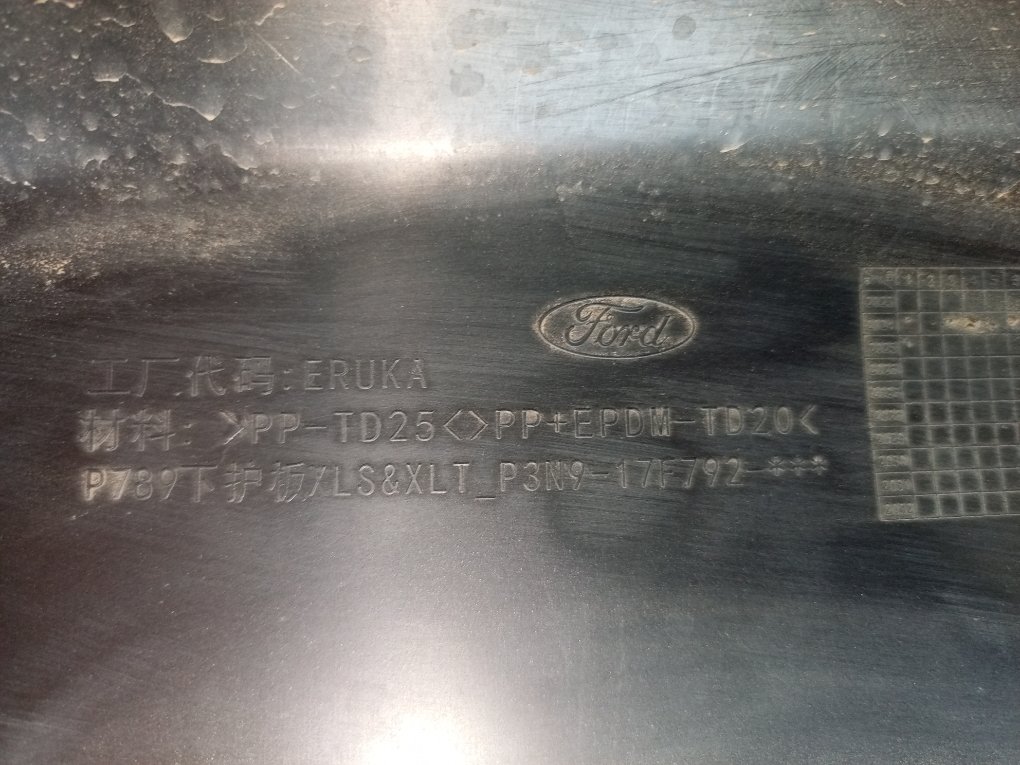 Ford
工厂代码:ERUKA
材料: >PP-TD25<>PP+EPDM-TD20<
P789下护板/LS&XLT_P3N9-17F792-***